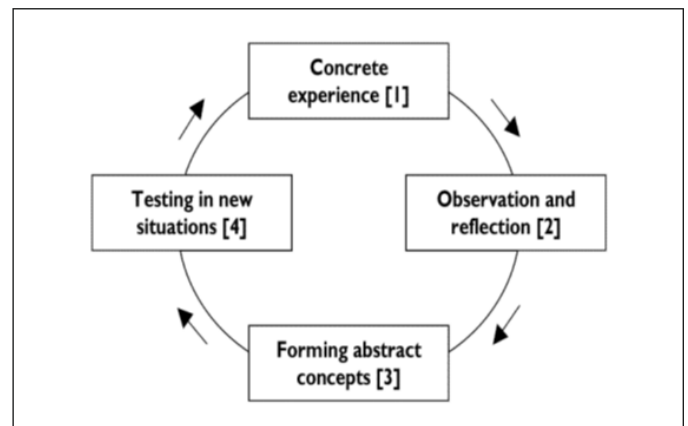 Concrete
experience [1]
Observation and
reflection [2]
Forming abstract
concepts [3]
Testing in new
situations [4]